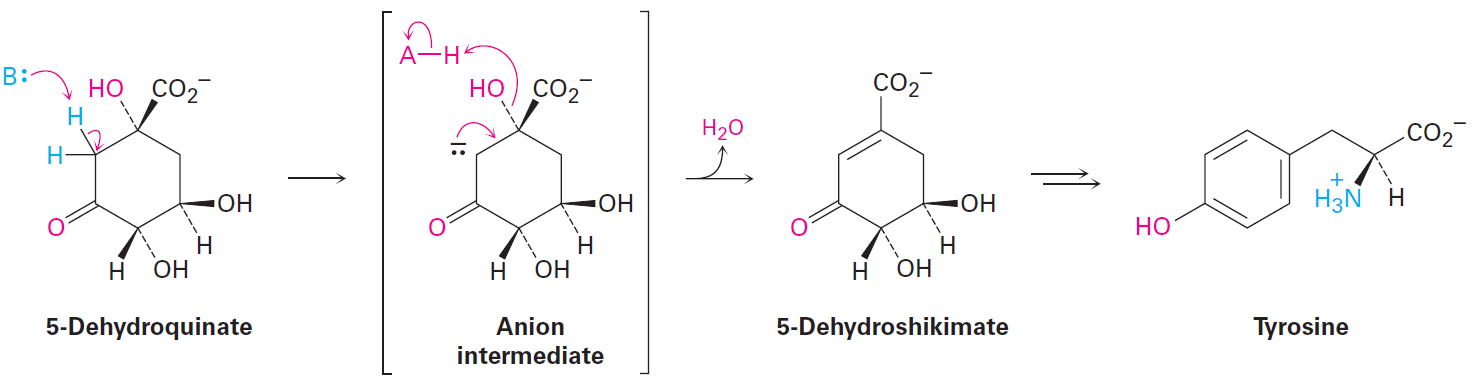 B:
HO CO₂⁻
H
H
O
OH
H
H OH
5-Dehydroquinate
A—H
HO CO₂⁻
O
OH
H
H OH
Anion
intermediate
H₂O
CO₂⁻
O
OH
H
H OH
5-Dehydroshikimate
CO₂⁻
H₃N⁺ H
HO
Tyrosine